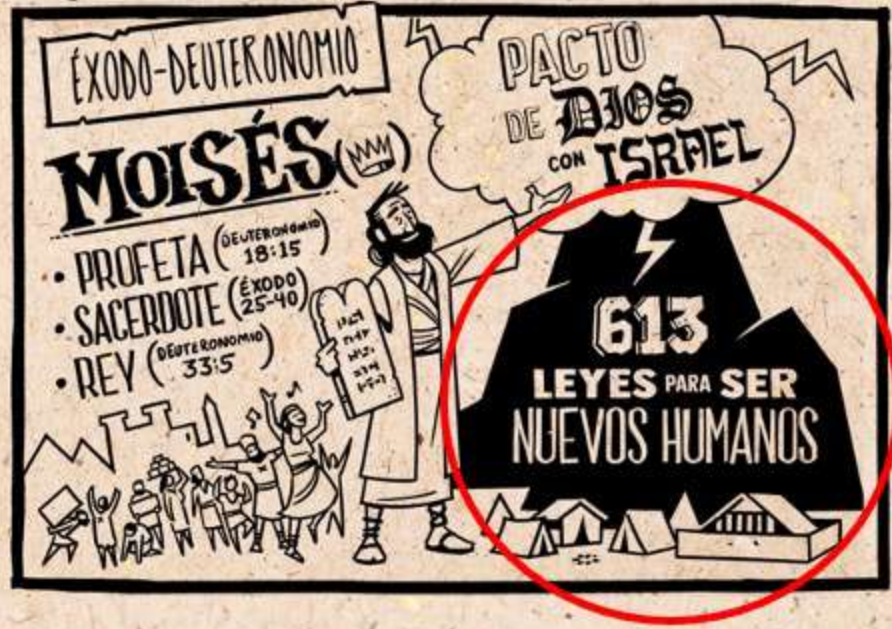 ÉXODO-DEUTERONOMIO
MOISÉS
• PROFETA (DEUTERONOMIO 18:15)
• SACERDOTE (ÉXODO 25-40)
• REY (DEUTERONOMIO 33:5)
PACTO
DE DIOS
CON ISRAEL
613
LEYES PARA SER
NUEVOS HUMANOS